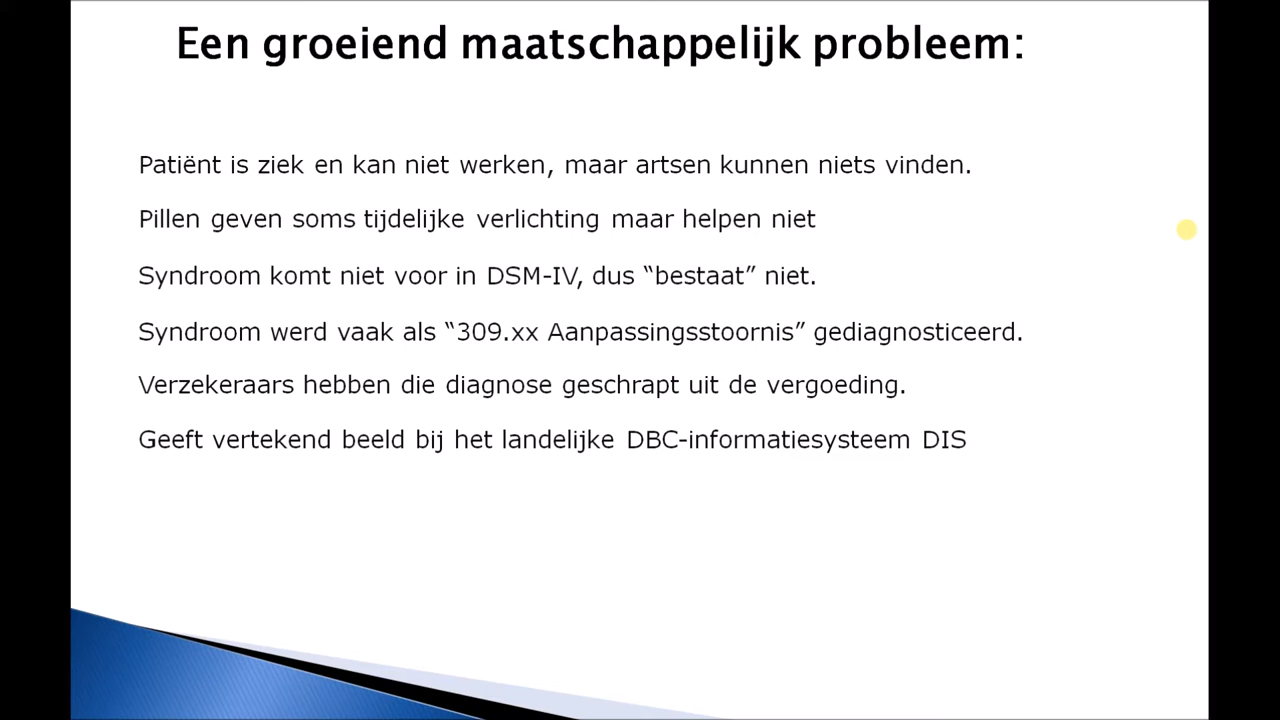 Een groeiend maatschappelijk probleem:
Patiënt is ziek en kan niet werken, maar artsen kunnen niets vinden.
Pillen geven soms tijdelijke verlichting maar helpen niet
Syndroom komt niet voor in DSM-IV, dus “bestaat” niet.
Syndroom werd vaak als “309.xx Aanpassingsstoornis” gediagnosticeerd.
Verzekeraars hebben die diagnose geschrapt uit de vergoeding.
Geeft vertekend beeld bij het landelijke DBC-informatiesysteem DIS